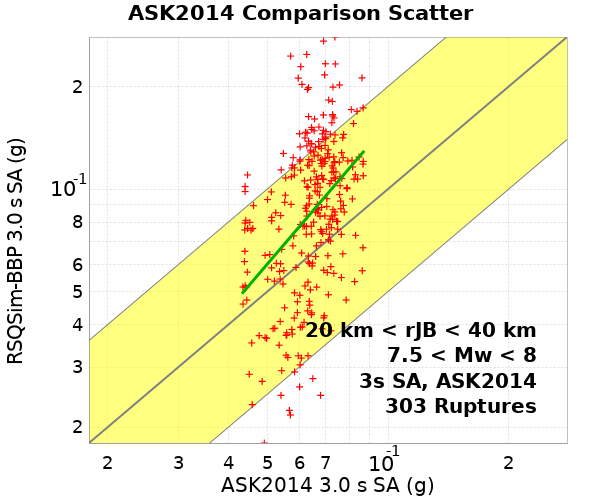 ASK2014 Comparison Scatter
RSQSim-BBP 3.0 s SA (g)
2
10-1
8
6
5
4
3
2
20 km < rJB < 40 km
7.5 < Mw < 8
3s SA, ASK2014
303 Ruptures
2 3 4 5 6 7 10-1 2
ASK2014 3.0 s SA (g)